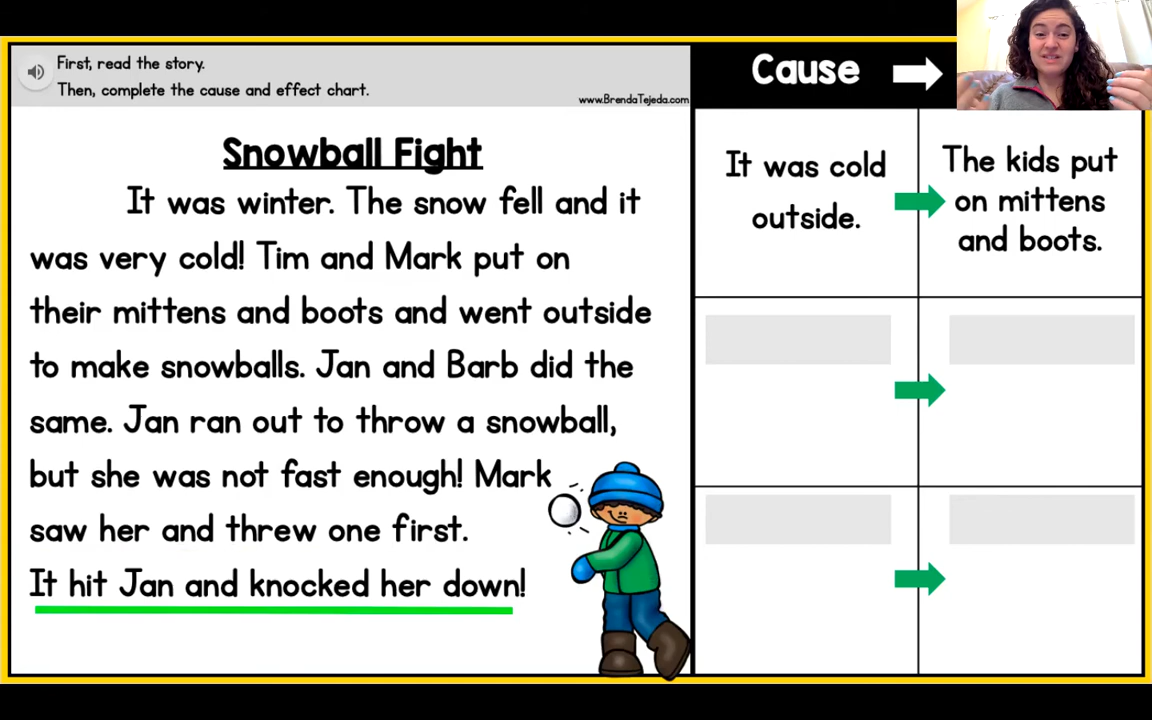 First, read the story.
Then, complete the cause and effect chart.
www.BrendaTejeda.com
Snowball Fight
It was winter. The snow fell and it
was very cold! Tim and Mark put on
their mittens and boots and went outside
to make snowballs. Jan and Barb did the
same. Jan ran out to throw a snowball,
but she was not fast enough! Mark
saw her and threw one first.
It hit Jan and knocked her down!
Cause
It was cold
outside.
The kids put
on mittens
and boots.